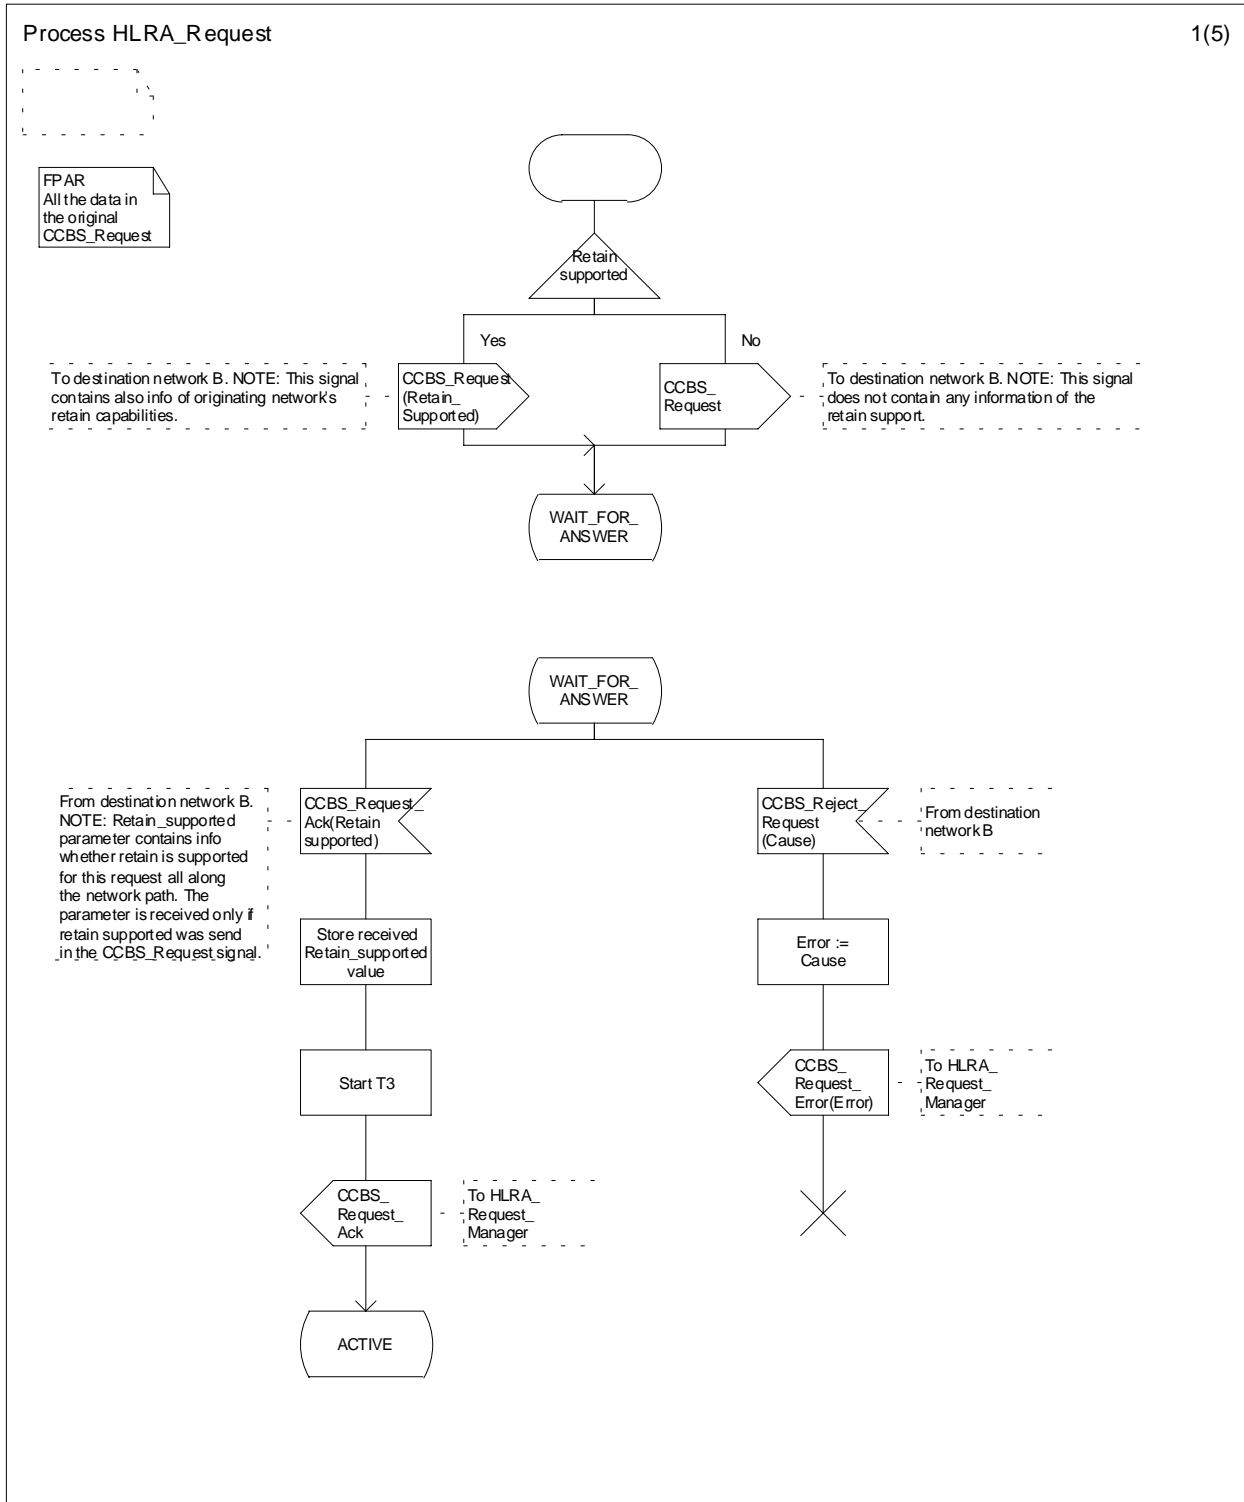 Process HLRA_Request
1(5)
FPAR
All the data in
the original
CCBS_Request
Retain
supported
Yes
No
To destination network B. NOTE: This signal
contains also info of originating network's
retain capabilities.
CCBS_Request
(Retain_
Supported)
CCBS_
Request
To destination network B. NOTE: This signal
does not contain any information of the
retain support.
WAIT_FOR_
ANSWER
WAIT_FOR_
ANSWER
From destination network B.
NOTE: Retain_supported
parameter contains info
whether retain is supported
for this request all along
the network path. The
parameter is received only if
retain supported was send
in the CCBS_Request signal.
CCBS_Request_
Ack(Retain
supported)
CCBS_Reject_
Request
(Cause)
From destination
network B
Store received
Retain_supported
value
Error :=
Cause
Start T3
CCBS_
Request_
Error(Error)
To HLRA_
Request_
Manager
CCBS_
Request_
Ack
To HLRA_
Request_
Manager
ACTIVE